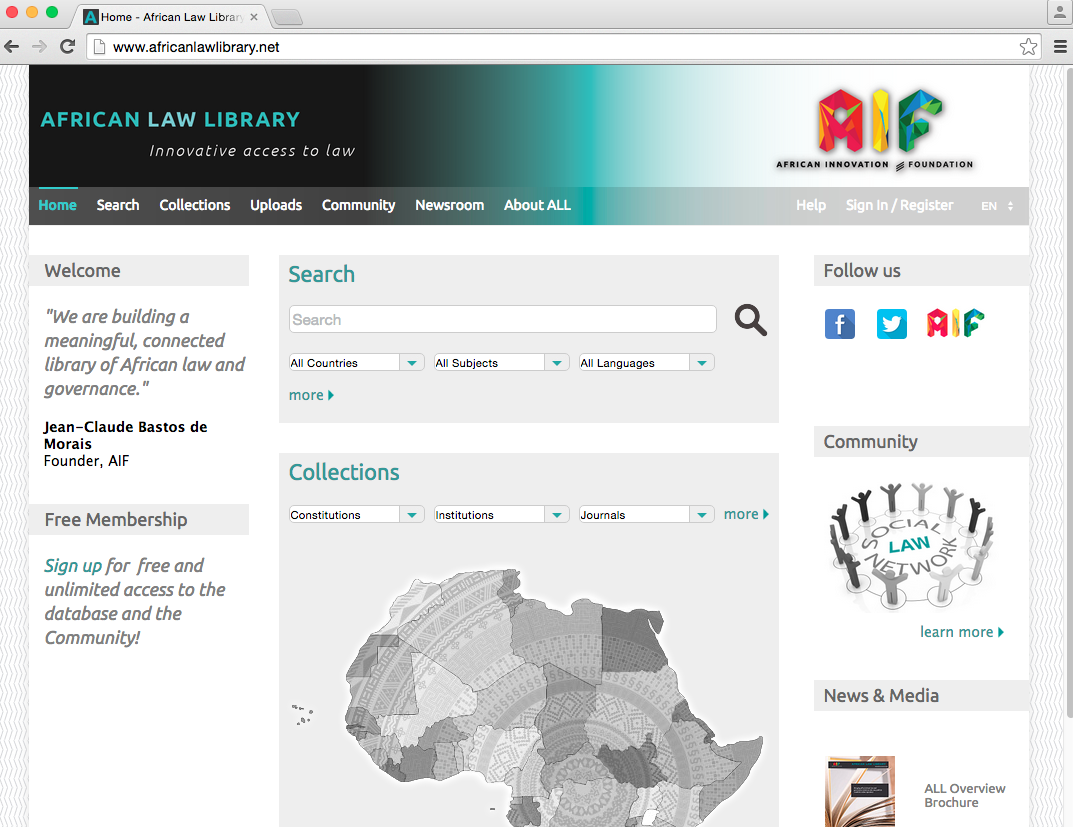 Home - African Law Library
www.africanlawlibrary.net
AFRICAN LAW LIBRARY
Innovative access to law
AIF
AFRICAN INNOVATION FOUNDATION
Home Search Collections Uploads Community Newsroom About ALL Help Sign In / Register EN
Welcome
"We are building a
meaningful, connected
library of African law and
governance."
Jean-Claude Bastos de
Morais
Founder, AIF
Free Membership
Sign up for free and
unlimited access to the
database and the
Community!
Search
Search
All Countries All Subjects All Languages
more
Collections
Constitutions Institutions Journals more
Follow us
f AIF
Community
SOCIAL
LAW
NETWORK
learn more
News & Media
ALL Overview
Brochure